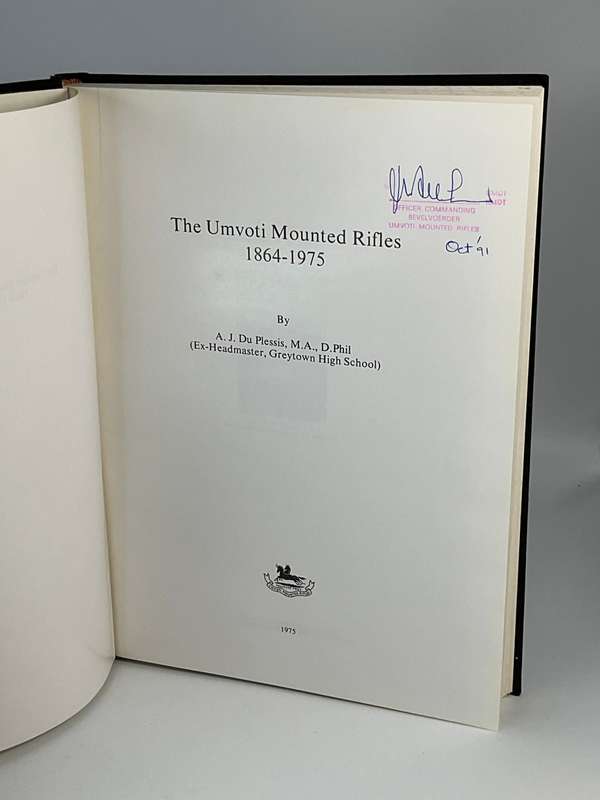 OFFICER COMMANDING
BEVELVOERDER
UMVOTI MOUNTED RIFLES
Oct '91
The Umvoti Mounted Rifles
1864-1975
By
A. J. Du Plessis, M.A., D.Phil
(Ex-Headmaster, Greytown High School)
1975